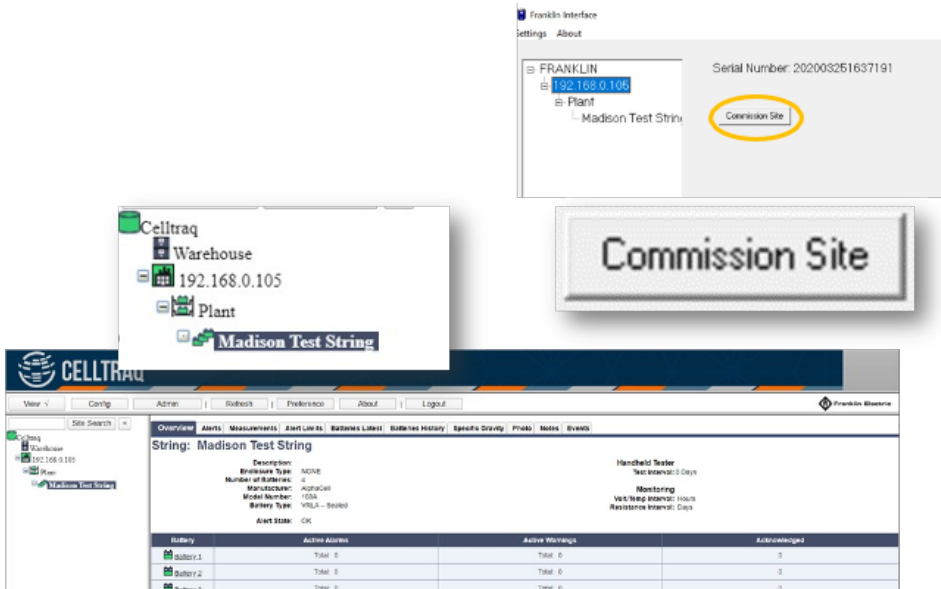 Franklin Interface
Settings About
FRANKLIN
192.168.0.105
Plant
Madison Test String
Serial Number: 202003251637191
Commission Site
Celltraq
Warehouse
192.168.0.105
Plant
Madison Test String
Commission Site
CELLTRAQ
View √ Config Admin | Refresh | Preference About | Logout
Franklin Electric
Site Search
Celltraq
Warehouse
192.168.0.105
Plant
Madison Test String
Overview Alerts Measurements Alert Limits Batteries Latest Batteries History Specific Gravity Photo Notes Events
String: Madison Test String
Description:
Enclosure Type: NONE
Number of Batteries: 4
Manufacturer: AlphaCell
Model Number: 160A
Battery Type: VRLA – Sealed
Alert State: OK
Handheld Tester
Test Interval: 0 Days
Monitoring
Volt/Temp Interval: Hours
Resistance Interval: Days
Battery Active Alarms Active Warnings Acknowledged
Battery 1 Total: 0 Total: 0 0
Battery 2 Total: 0 Total: 0 0
Total: 0 Total: 0